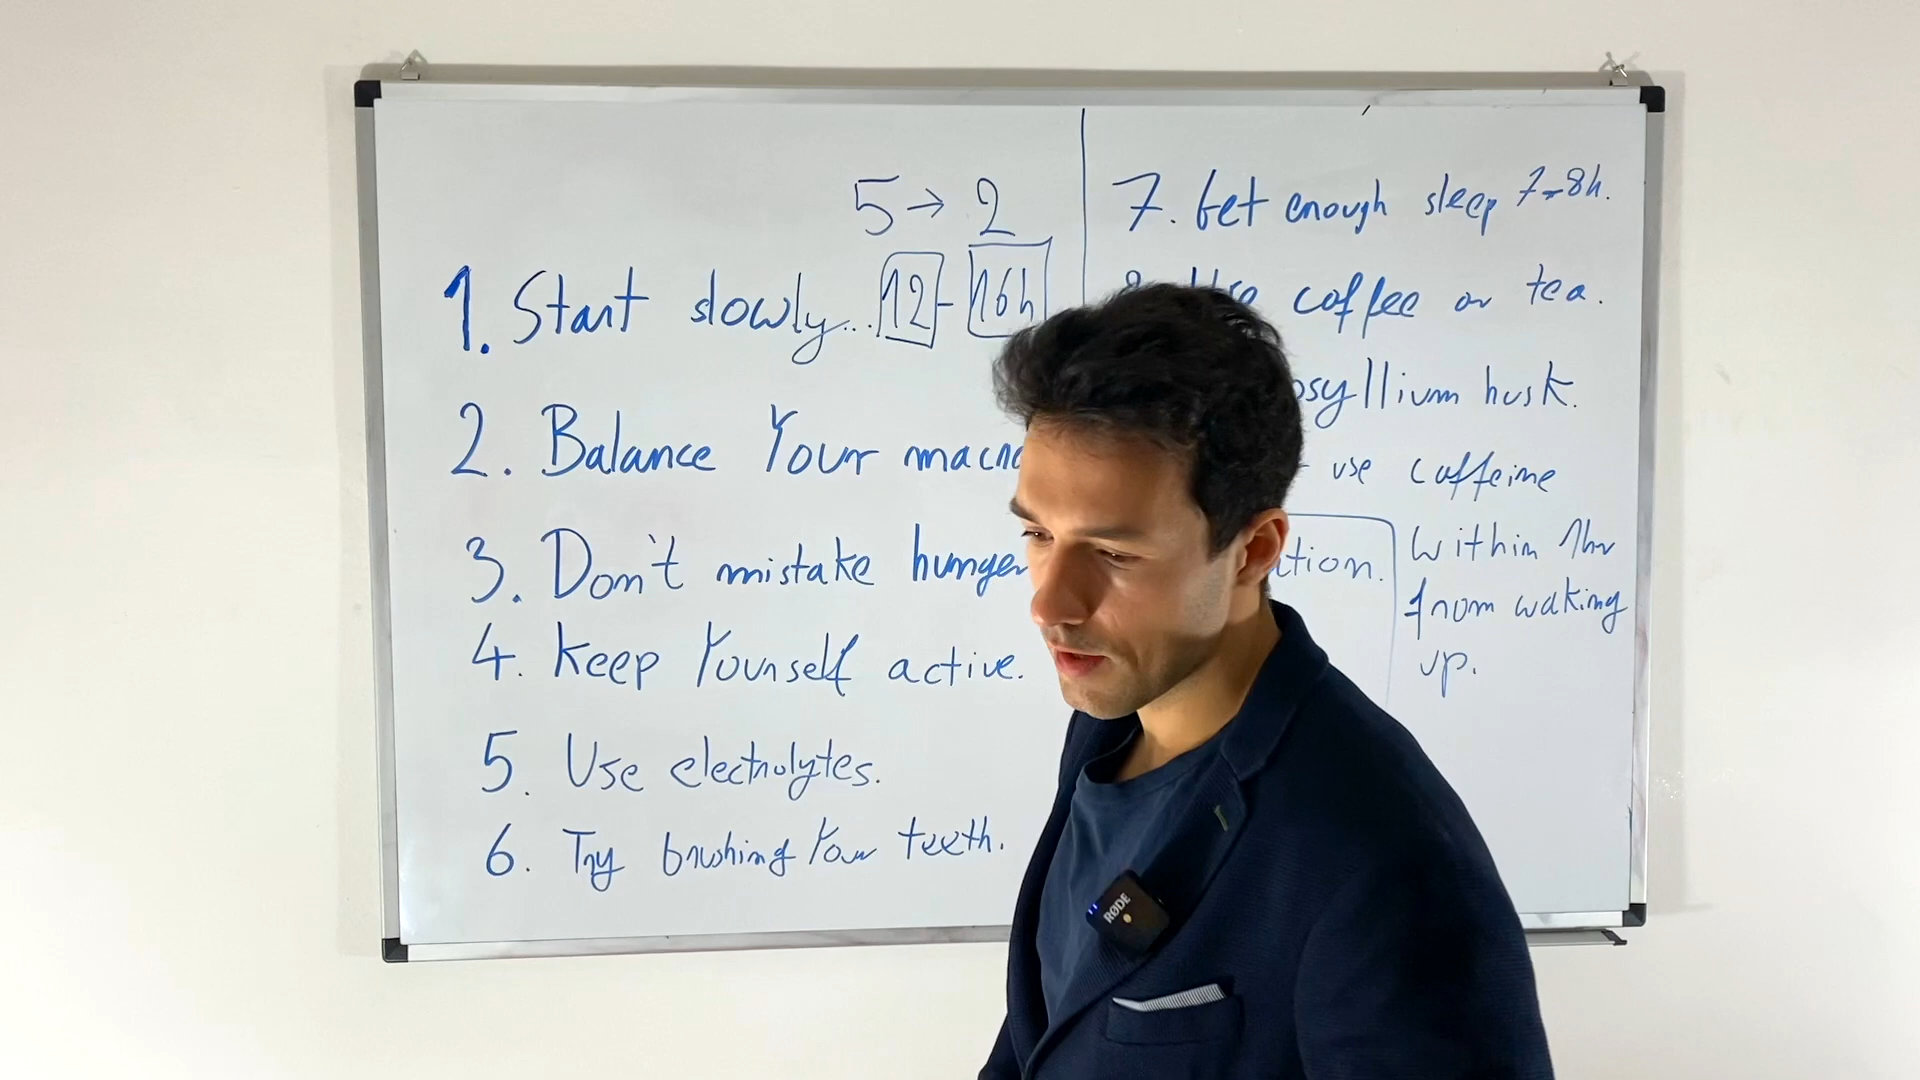 5 → 2
1. Start slowly... 12 - 16h
2. Balance Your
3. Don't mistake hunger
4. Keep Yourself active.
5. Use electrolytes.
6. Try brushing Your teeth.
7. Get enough sleep 7-8h.
coffee or tea.
psyllium husk.
use caffeine
within 1hr
from waking
up.
RØDE